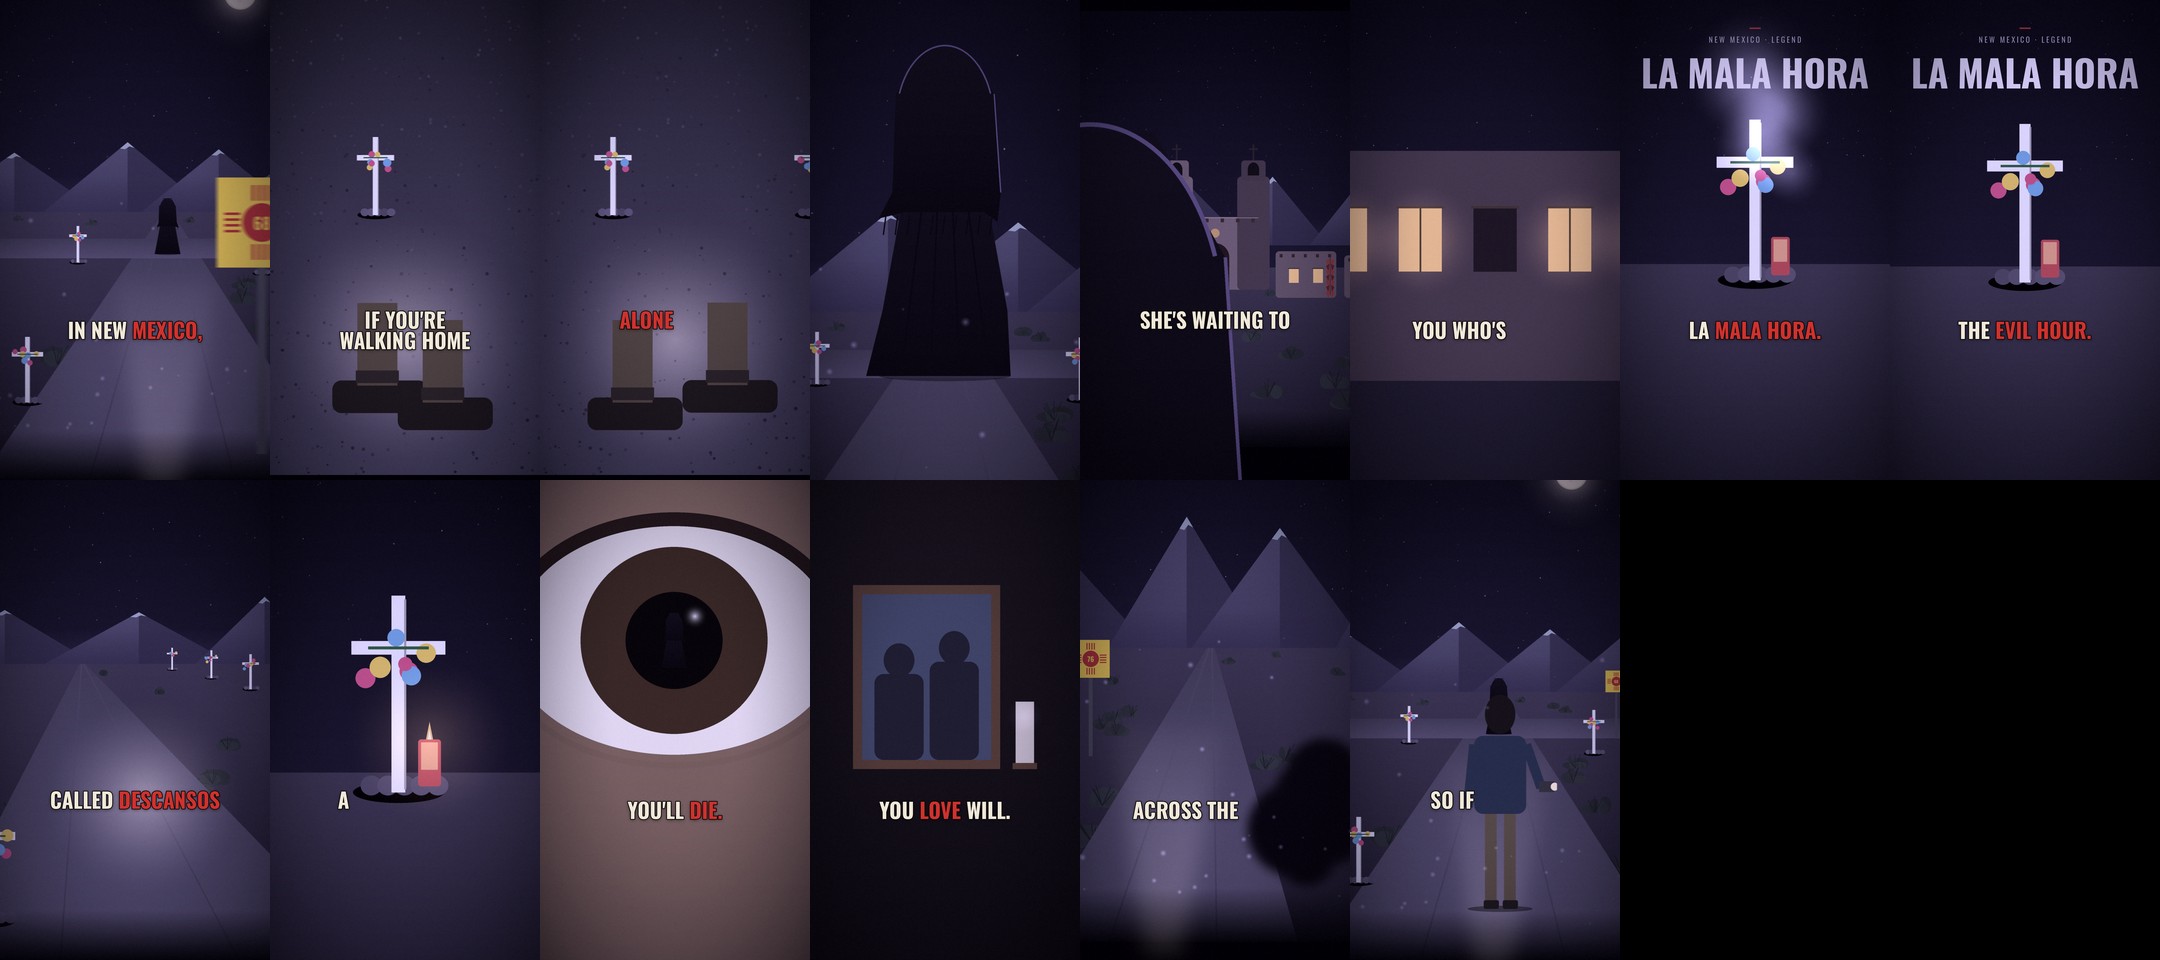 IN NEW MEXICO,
68
IF YOU'RE
WALKING HOME
ALONE
SHE'S WAITING TO
YOU WHO'S
NEW MEXICO · LEGEND
LA MALA HORA
LA MALA HORA.
NEW MEXICO · LEGEND
LA MALA HORA
THE EVIL HOUR.
CALLED DESCANSOS
A
YOU'LL DIE.
YOU LOVE WILL.
76
ACROSS THE
SO IF